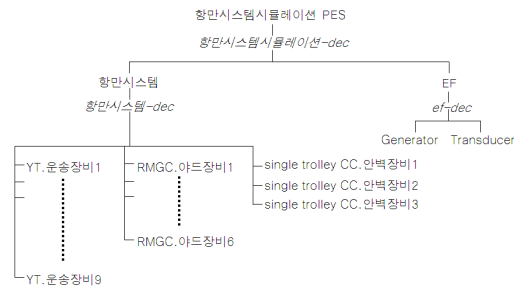 항만시스템시뮬레이션 PES
항만시스템시뮬레이션-dec
항만시스템
EF
항만시스템-dec
ef-dec
Generator
Transducer
YT.운송장비1
RMGC.야드장비1
single trolley CC.안벽장비1
single trolley CC.안벽장비2
single trolley CC.안벽장비3
RMGC.야드장비6
YT.운송장비9